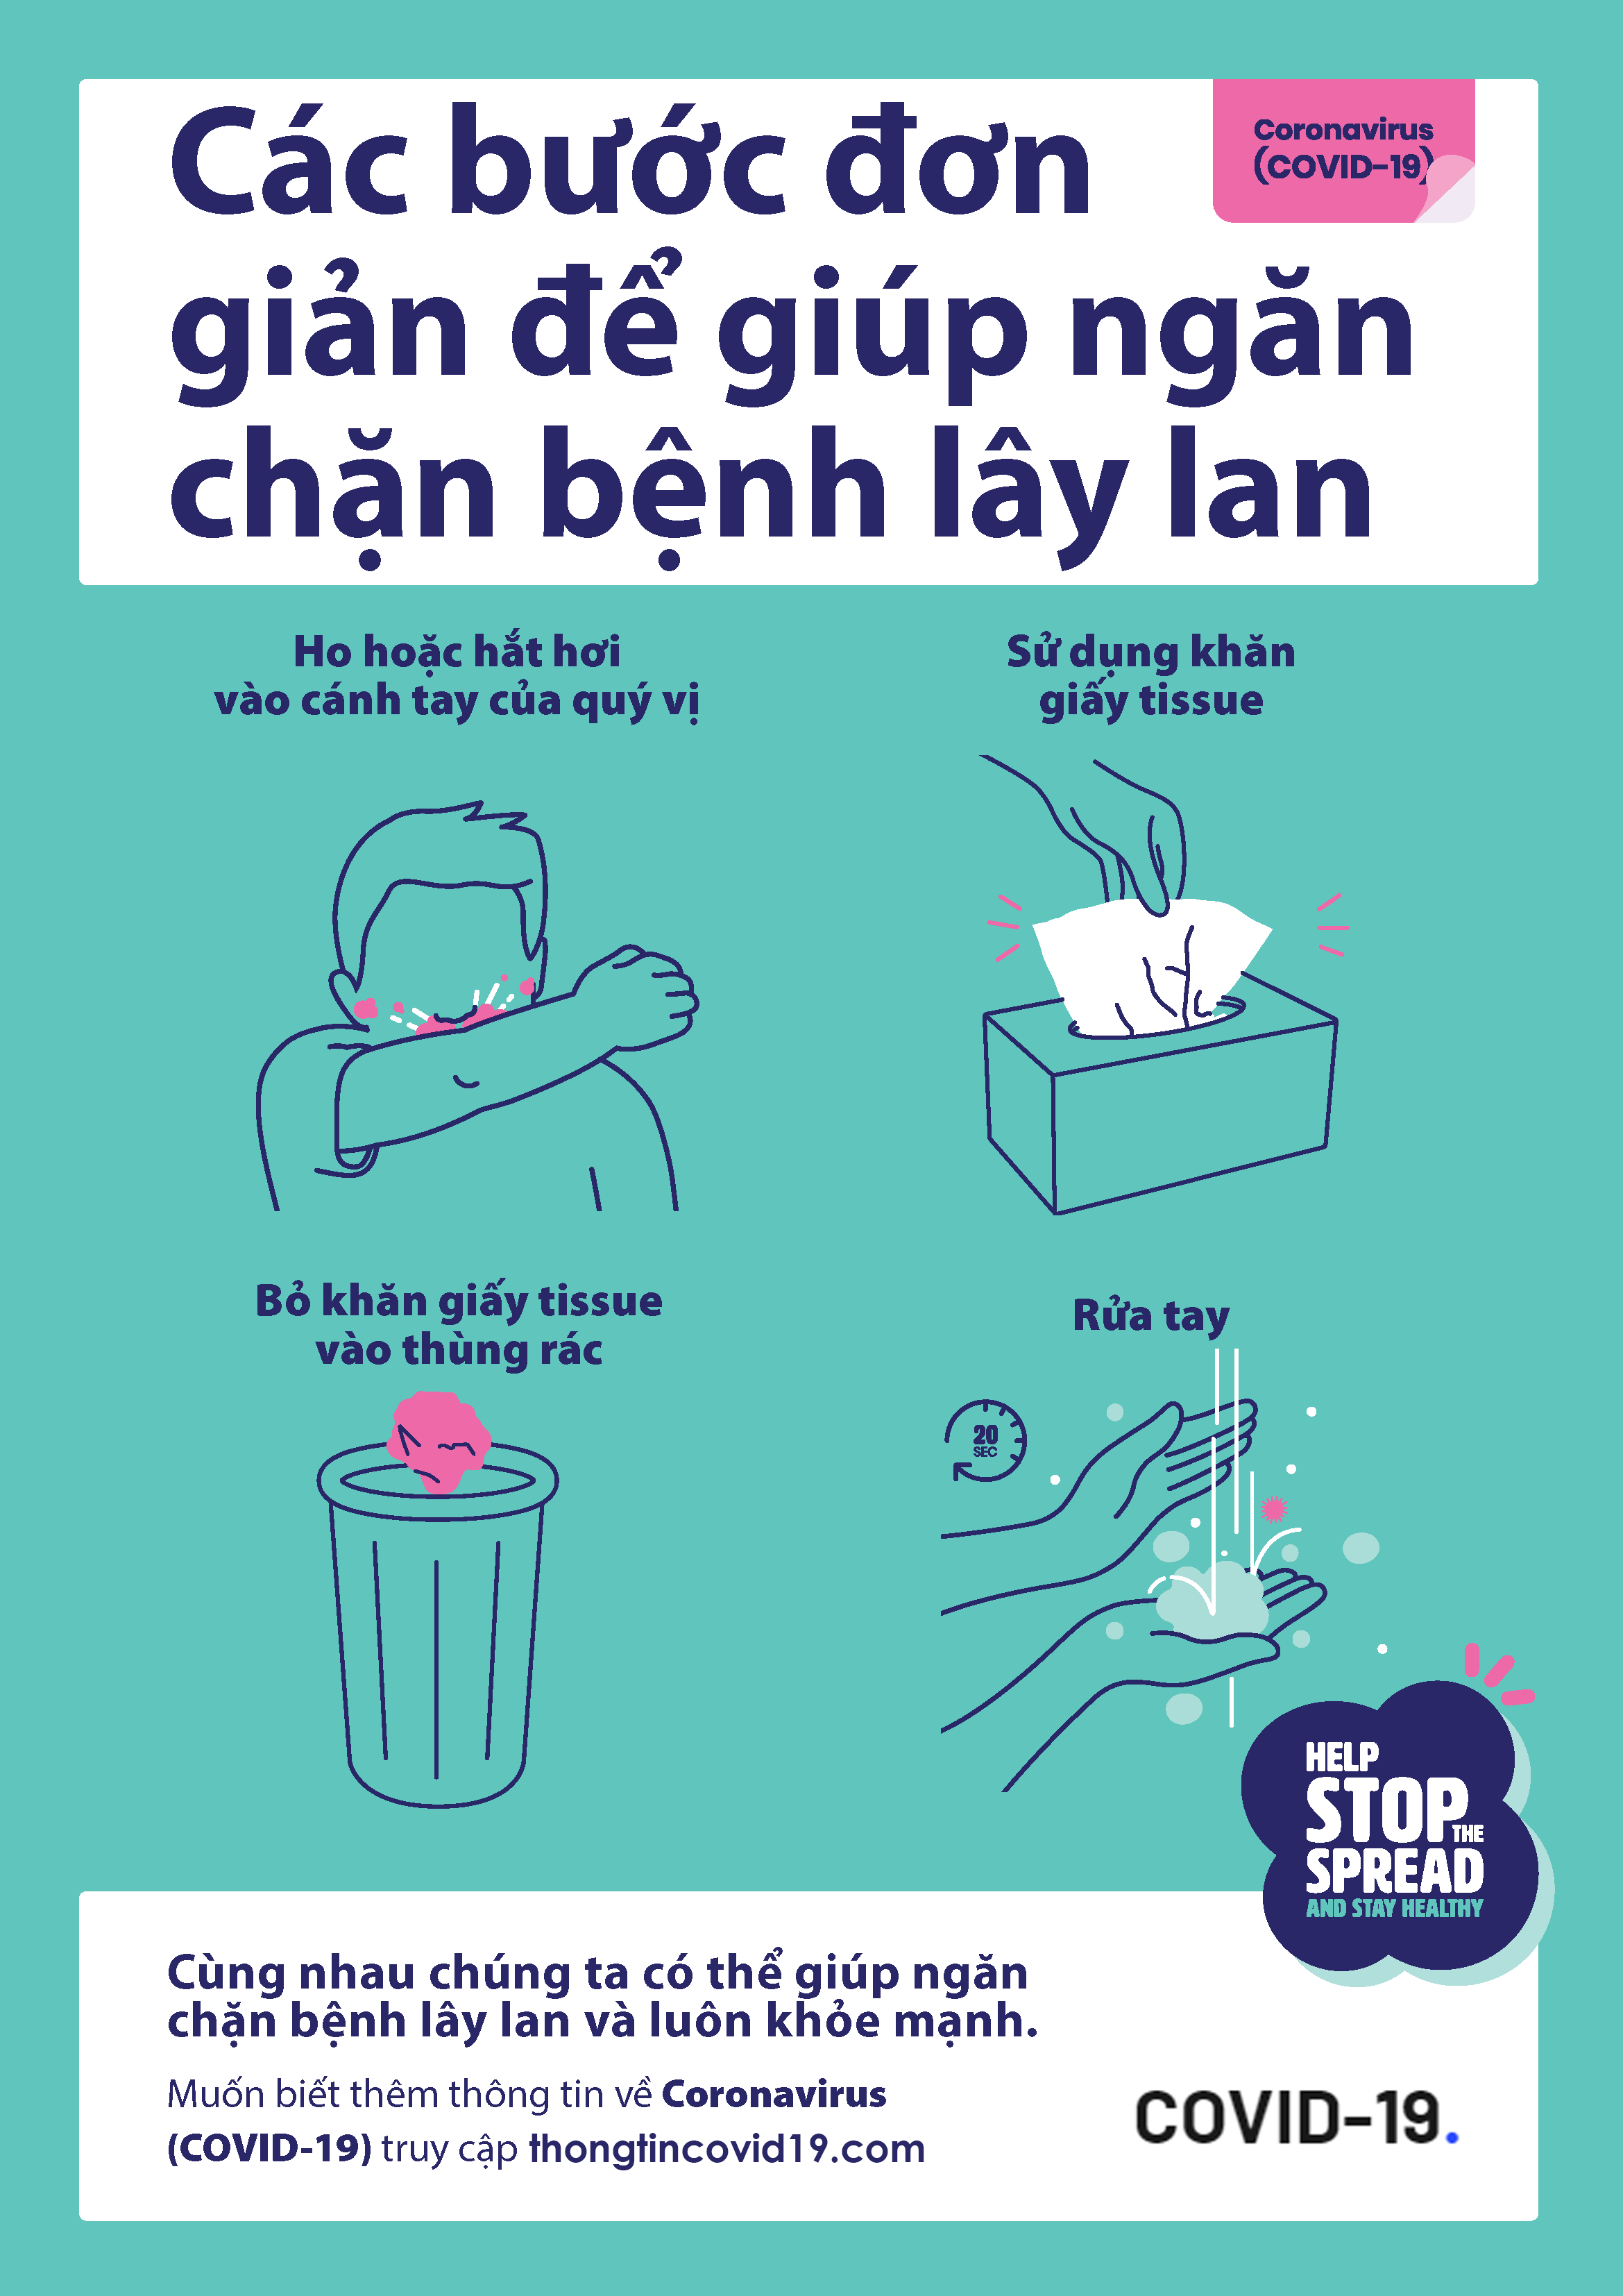 Các bước đơn
giản để giúp ngăn
chặn bệnh lây lan
Coronavirus
(COVID-19)
Ho hoặc hắt hơi
vào cánh tay của quý vị
Sử dụng khăn
giấy tissue
Bỏ khăn giấy tissue
vào thùng rác
Rửa tay
20
SEC
HELP
STOP THE
SPREAD
AND STAY HEALTHY
Cùng nhau chúng ta có thể giúp ngăn
chặn bệnh lây lan và luôn khỏe mạnh.
Muốn biết thêm thông tin về Coronavirus
(COVID-19) truy cập thongtincovid19.com
COVID-19.